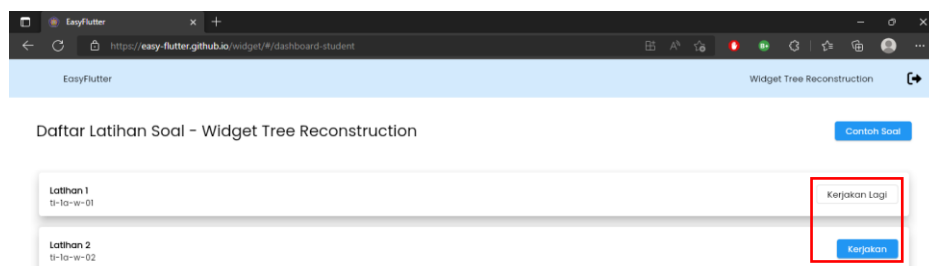 EasyFlutter
https://easy-flutter.github.io/widget/#/dashboard-student
EasyFlutter
Widget Tree Reconstruction
Daftar Latihan Soal - Widget Tree Reconstruction
Contoh Soal
Latihan 1
ti-1a-w-01
Kerjakan Lagi
Latihan 2
ti-1a-w-02
Kerjakan